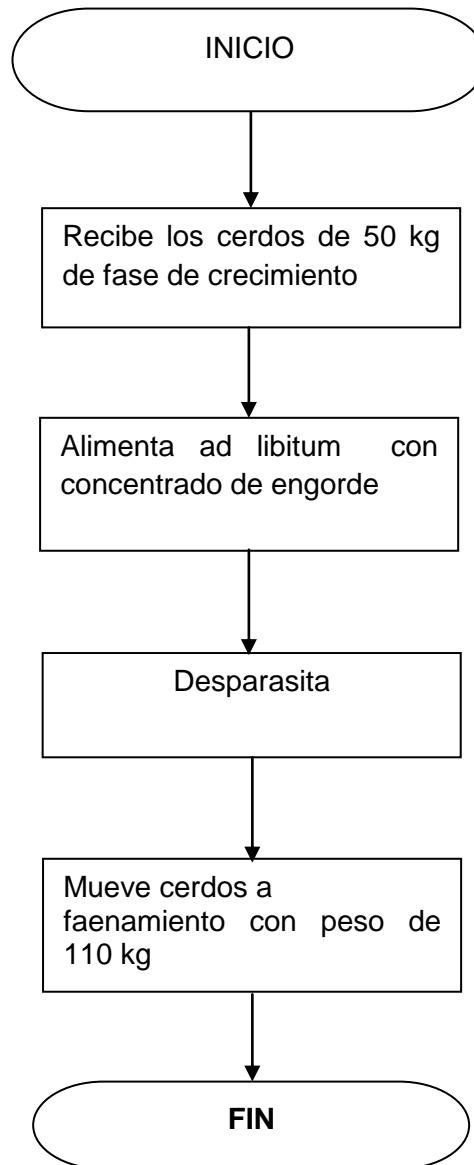 INICIO
Recibe los cerdos de 50 kg
de fase de crecimiento
Alimenta ad libitum con
concentrado de engorde
Desparasita
Mueve cerdos a
faenamiento con peso de
110 kg
FIN